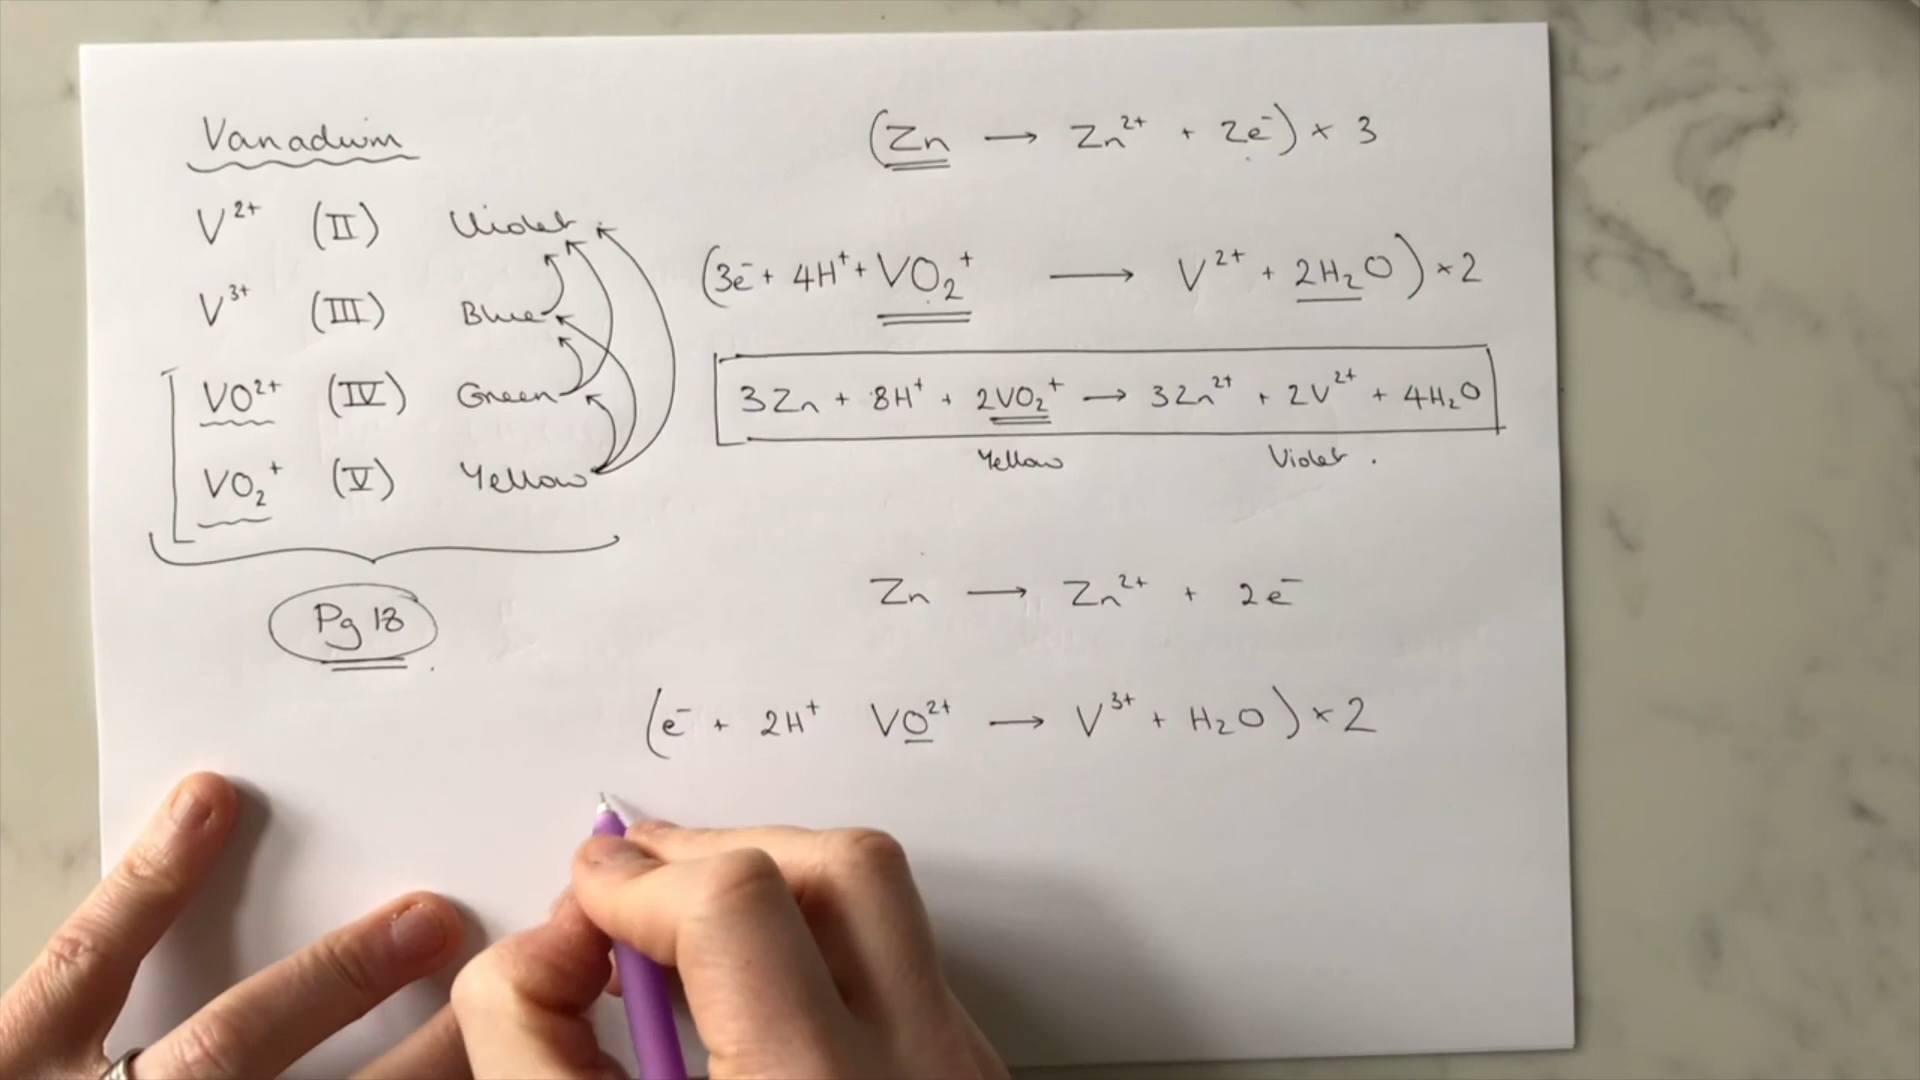 Vanadium
V²⁺ (II) Violet
V³⁺ (III) Blue
VO²⁺ (IV) Green
VO₂⁺ (V) Yellow
Pg 18
(Zn → Zn²⁺ + 2e⁻) × 3
(3e⁻ + 4H⁺ + VO₂⁺ → V²⁺ + 2H₂O) × 2
3Zn + 8H⁺ + 2VO₂⁺ → 3Zn²⁺ + 2V²⁺ + 4H₂O
Yellow Violet.
Zn → Zn²⁺ + 2e⁻
(e⁻ + 2H⁺ VO²⁺ → V³⁺ + H₂O) × 2